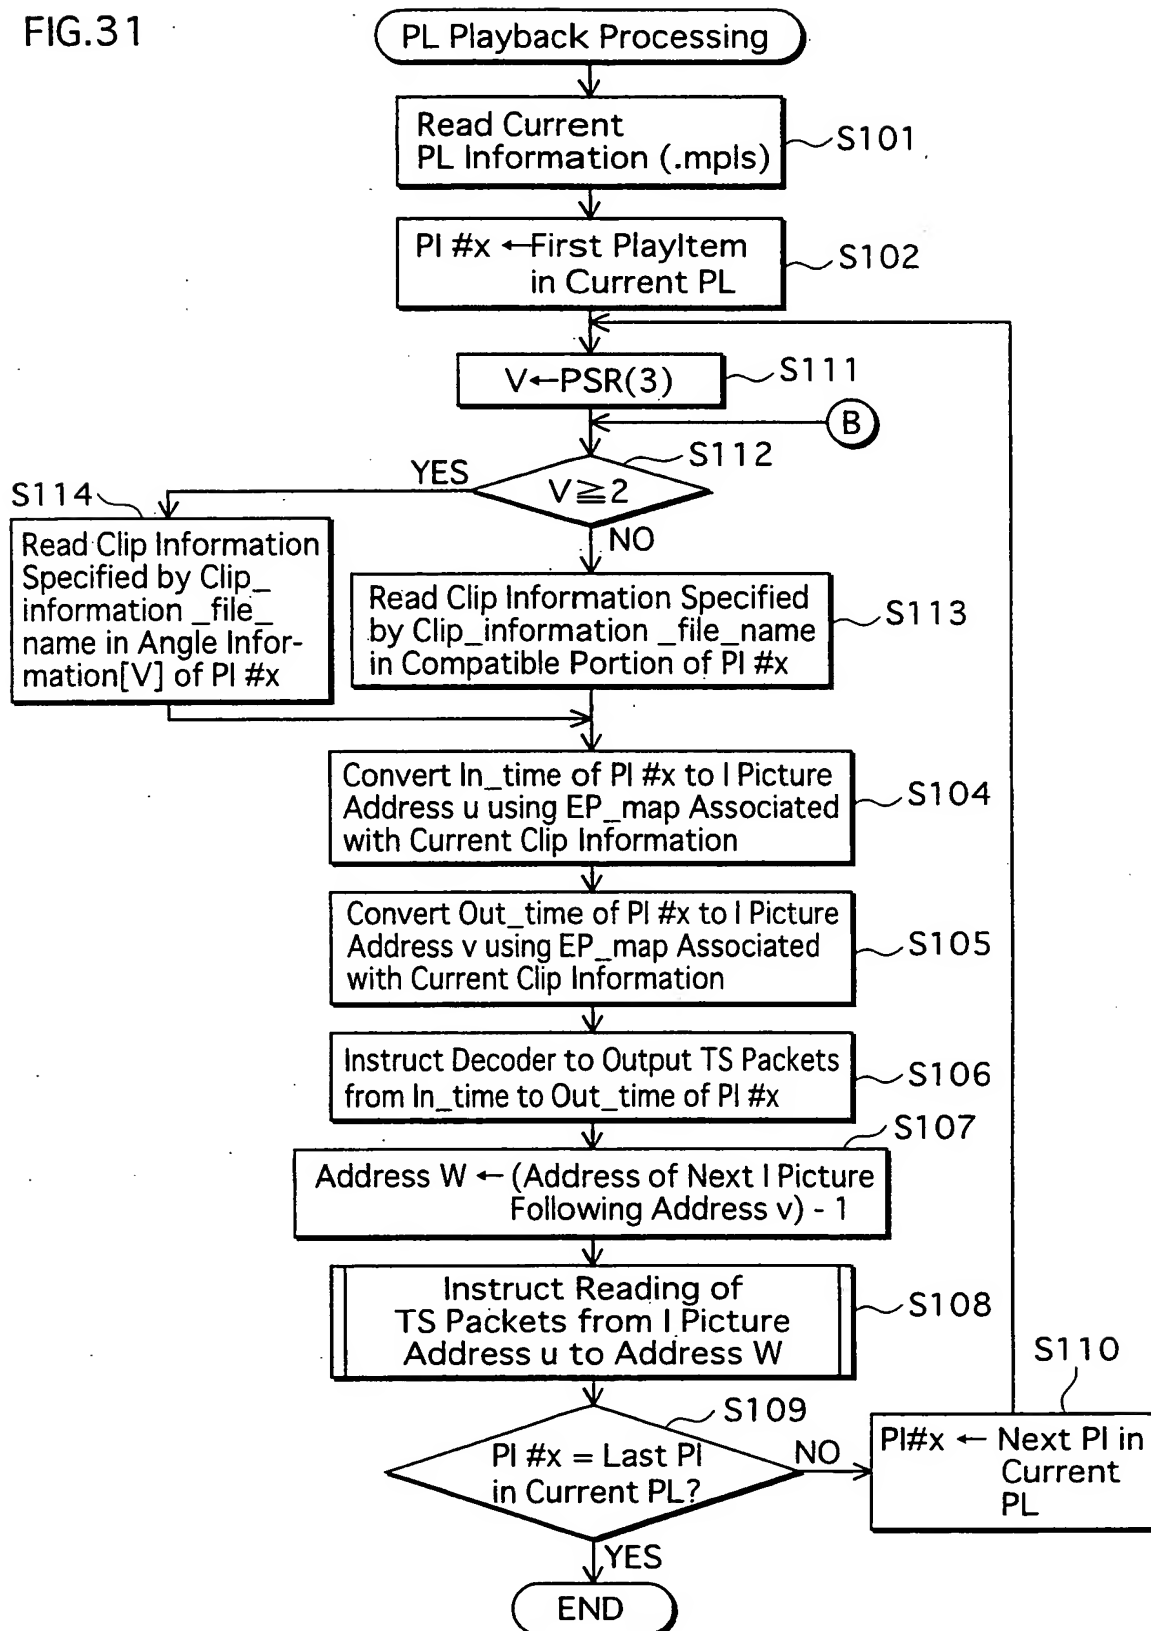 FIG.31
PL Playback Processing
Read Current
PL Information (.mpls)
S101
PI #x ←First PlayItem
in Current PL
S102
V←PSR(3)
S111
B
S112
YES
V≧2
NO
S114
Read Clip Information
Specified by Clip_
information _file_
name in Angle Infor-
mation[V] of PI #x
Read Clip Information Specified
by Clip_information _file_name
in Compatible Portion of PI #x
S113
Convert In_time of PI #x to I Picture
Address u using EP_map Associated
with Current Clip Information
S104
Convert Out_time of PI #x to I Picture
Address v using EP_map Associated
with Current Clip Information
S105
Instruct Decoder to Output TS Packets
from In_time to Out_time of PI #x
S106
S107
Address W ← (Address of Next I Picture
Following Address v) - 1
Instruct Reading of
TS Packets from I Picture
Address u to Address W
S108
S109
PI #x = Last PI
in Current PL?
NO
S110
PI#x ← Next PI in
Current
PL
YES
END